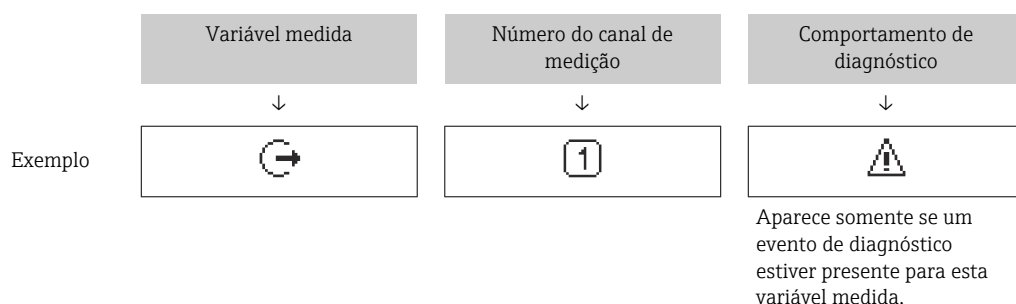 Variável medida
Número do canal de
medição
Comportamento de
diagnóstico
↓ ↓ ↓
Exemplo
1
Aparece somente se um
evento de diagnóstico
estiver presente para esta
variável medida.